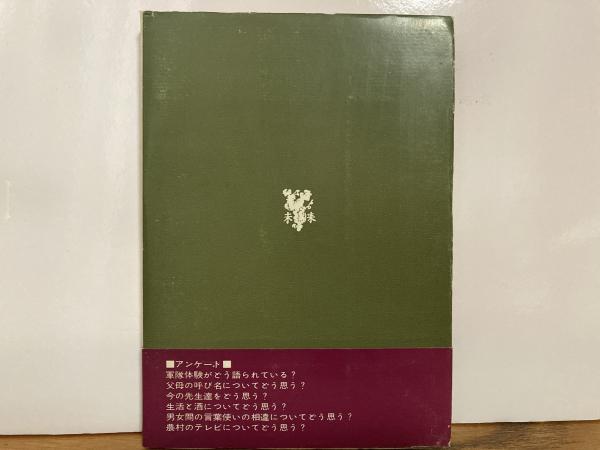 ■アンケート■
軍隊体験がどう語られている？
父母の呼び名についてどう思う？
今の先生達をどう思う？
生活と酒についてどう思う？
男女間の言葉使いの相違についてどう思う？
農村のテレビについてどう思う？